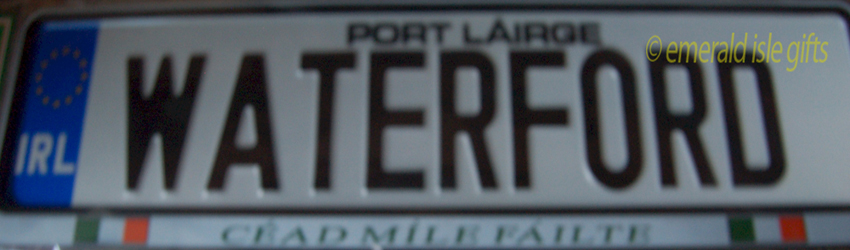 PORT LÁIRGE
© emerald isle gifts
IRL
WATERFORD
CÉAD MÍLE FÁILTE